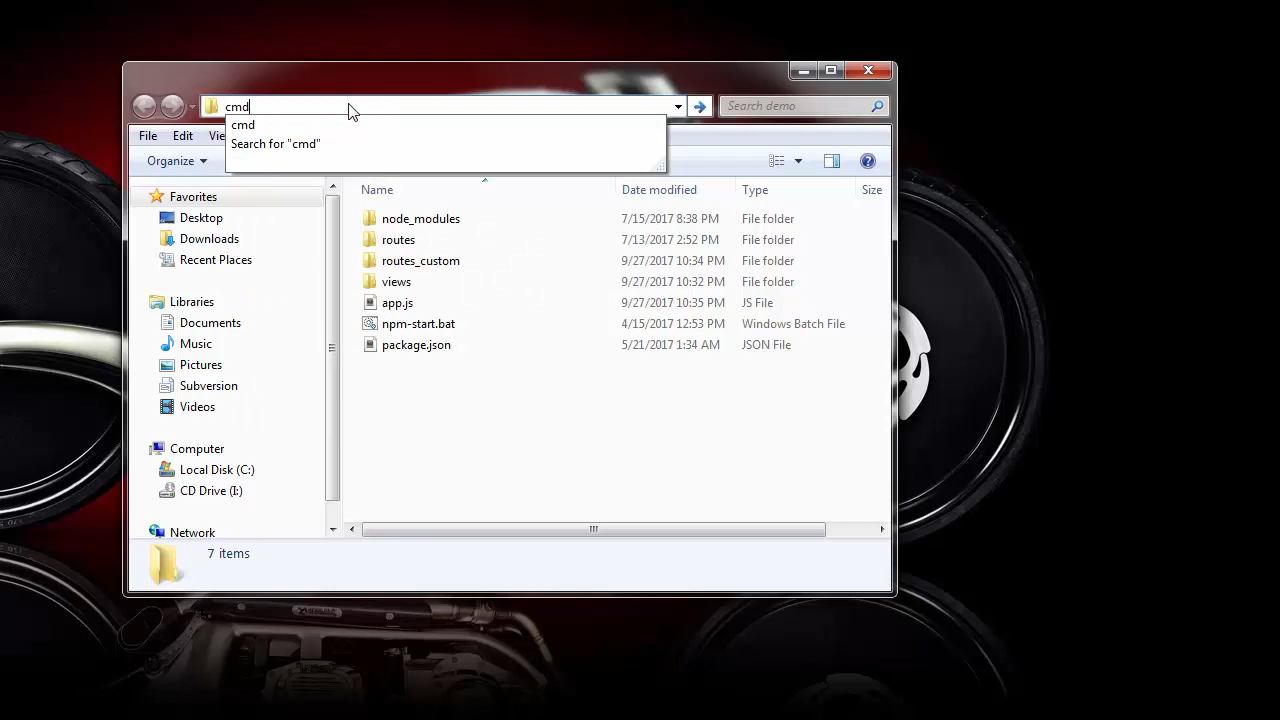 cmd
Search demo
cmd
Search for "cmd"
File Edit Vie
Organize
Name Date modified Type Size
Favorites
Desktop
Downloads
Recent Places
Libraries
Documents
Music
Pictures
Subversion
Videos
Computer
Local Disk (C:)
CD Drive (I:)
Network
node_modules 7/15/2017 8:38 PM File folder
routes 7/13/2017 2:52 PM File folder
routes_custom 9/27/2017 10:34 PM File folder
views 9/27/2017 10:32 PM File folder
app.js 9/27/2017 10:35 PM JS File
npm-start.bat 4/15/2017 12:53 PM Windows Batch File
package.json 5/21/2017 1:34 AM JSON File
7 items